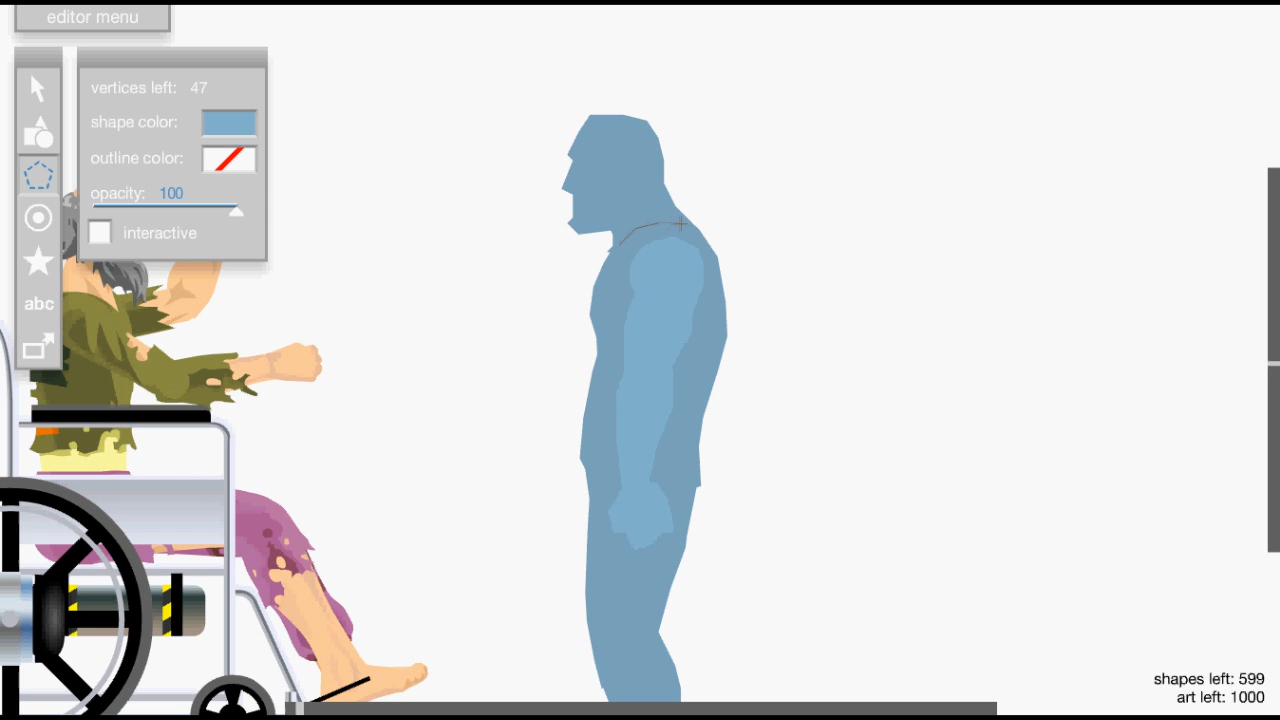 editor menu
vertices left: 47
shape color:
outline color:
opacity: 100
interactive
abc
shapes left: 599
art left: 1000